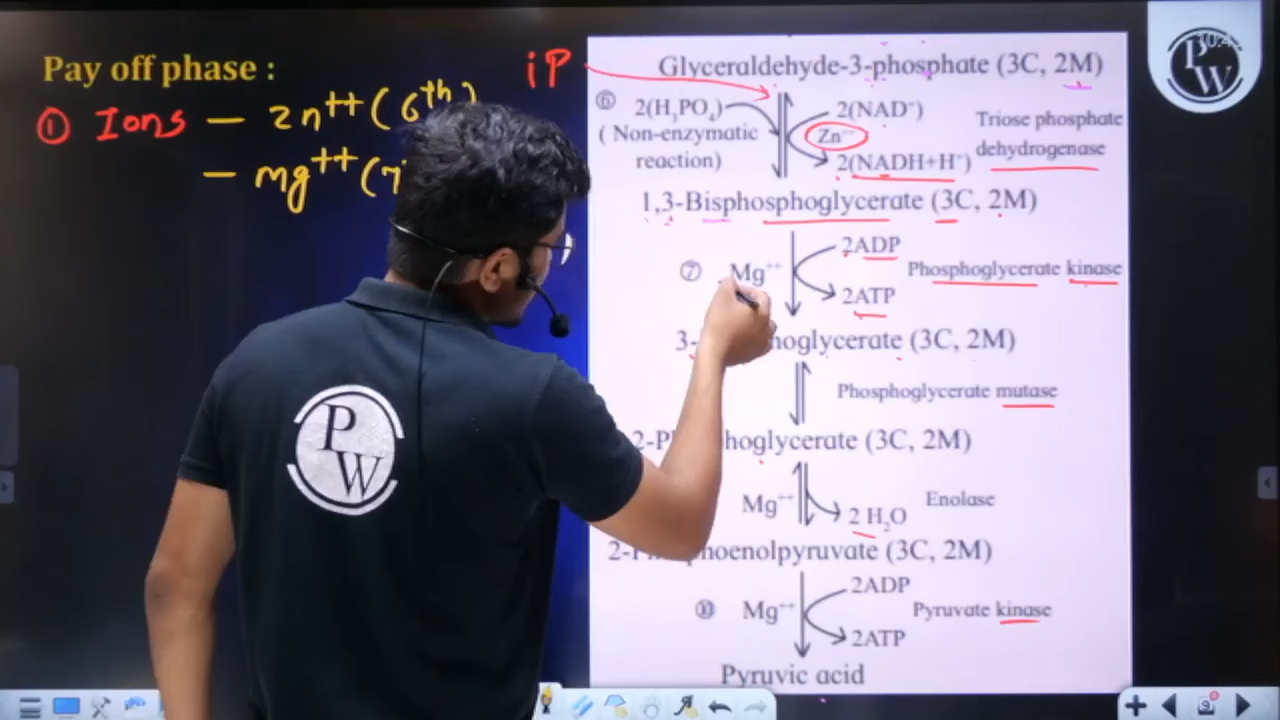 Pay off phase :
① Ions – Zn++ (6th)
– mg++ (7
iP
Glyceraldehyde-3-phosphate (3C, 2M)
⑥ 2(H3PO4) 2(NAD+)
( Non-enzymatic Zn++ Triose phosphate
reaction) 2(NADH+H+) dehydrogenase
1,3-Bisphosphoglycerate (3C, 2M)
2ADP
⑦ Mg++ Phosphoglycerate kinase
2ATP
3- hoglycerate (3C, 2M)
Phosphoglycerate mutase
2-P hoglycerate (3C, 2M)
Mg++ Enolase
2 H2O
2- hoenolpyruvate (3C, 2M)
2ADP
⑩ Mg++ Pyruvate kinase
2ATP
Pyruvic acid
PW
PW